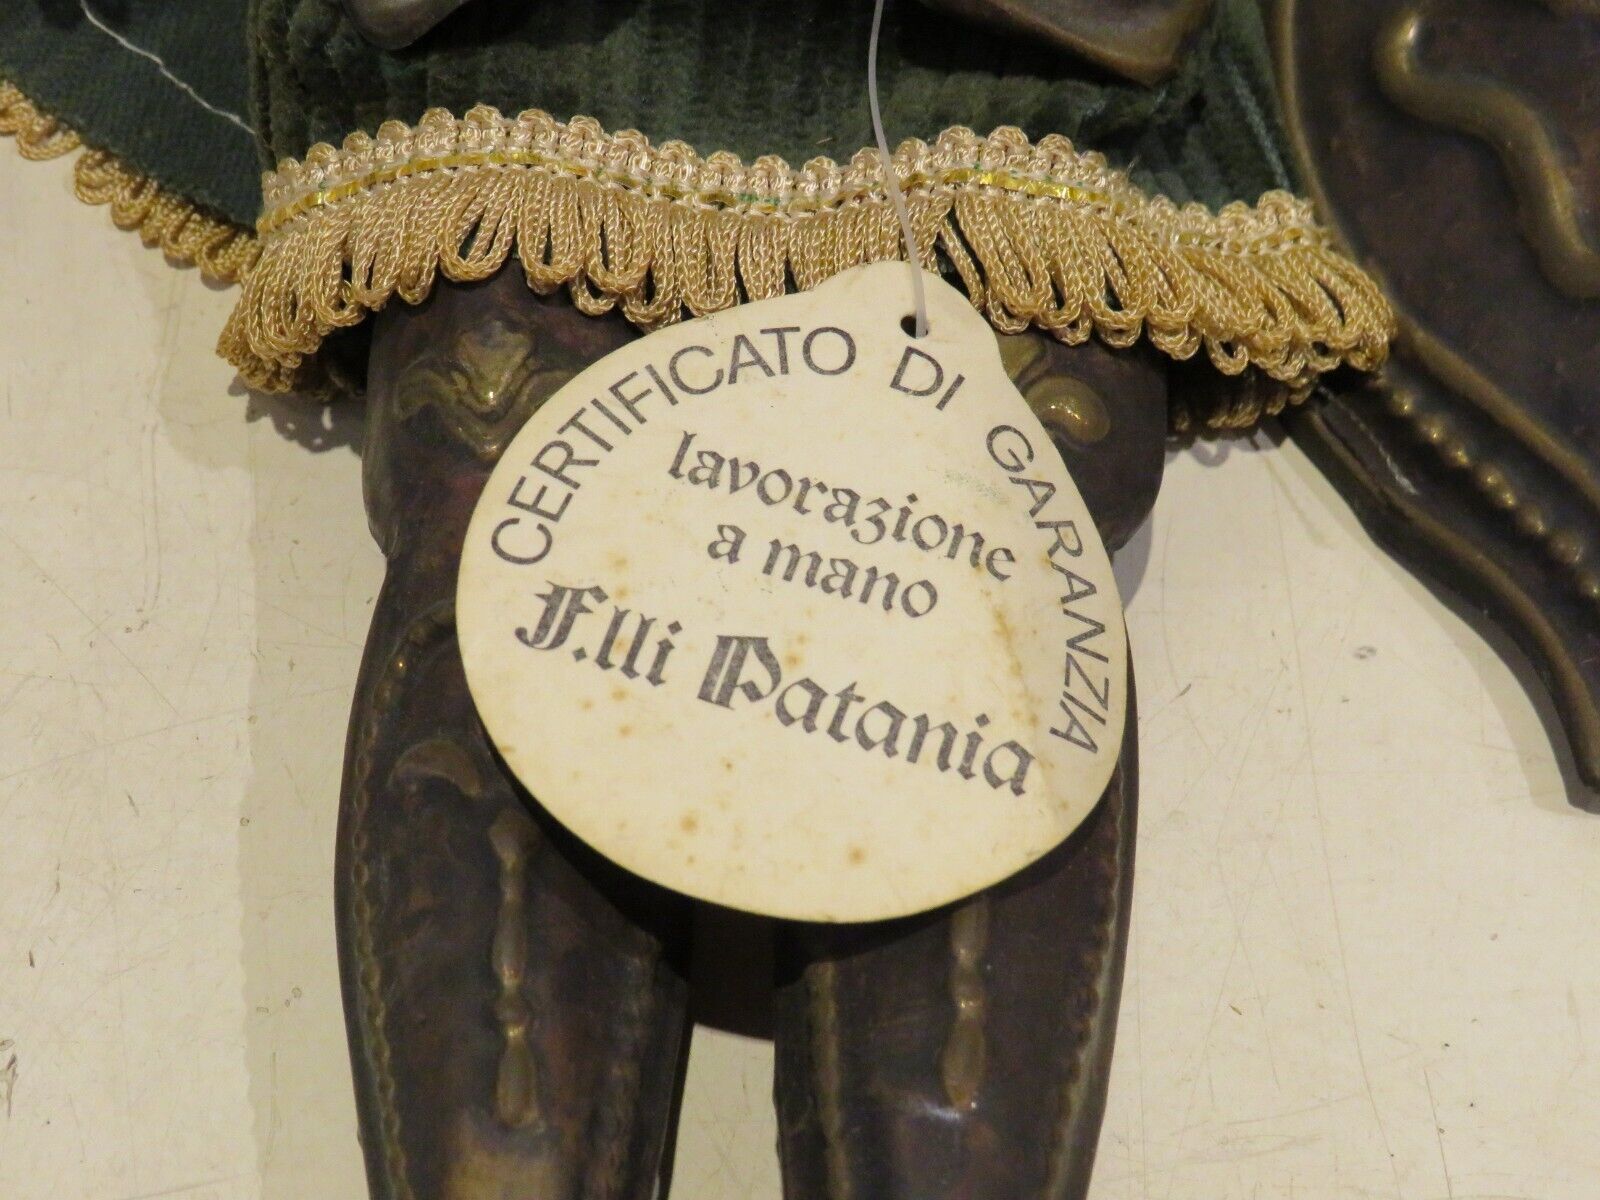 CERTIFICATO DI GARANZIA
lavorazione
a mano
F.lli Patania